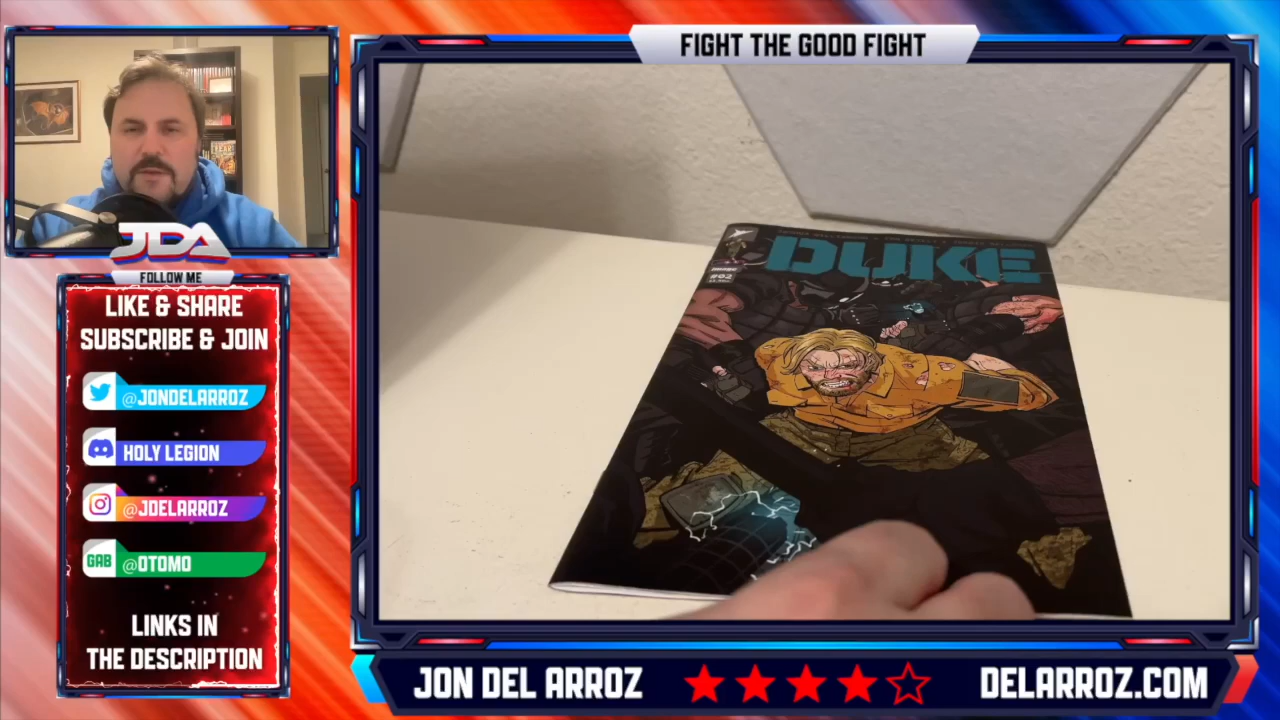 FIGHT THE GOOD FIGHT
JDA
FOLLOW ME
LIKE & SHARE
SUBSCRIBE & JOIN
@JONDELARROZ
HOLY LEGION
@JDELARROZ
GAB @OTOMO
LINKS IN
THE DESCRIPTION
DUKE
IMAGE
#02
JON DEL ARROZ
DELARROZ.COM